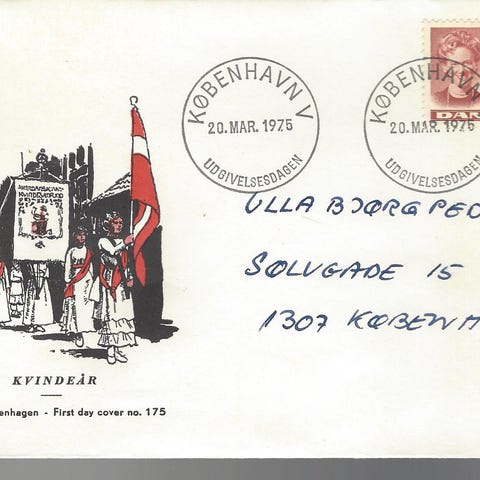 KØBENHAVN V
20. MAR. 1975
UDGIVELSESDAGEN
KØBENHAVN
20. MAR. 1975
UDGIVELSESDAGEN
DAN
ULLA BJØRG PED
SØLVGADE 15
1307 KØBENHA
KVINDEÅR
enhagen - First day cover no. 175